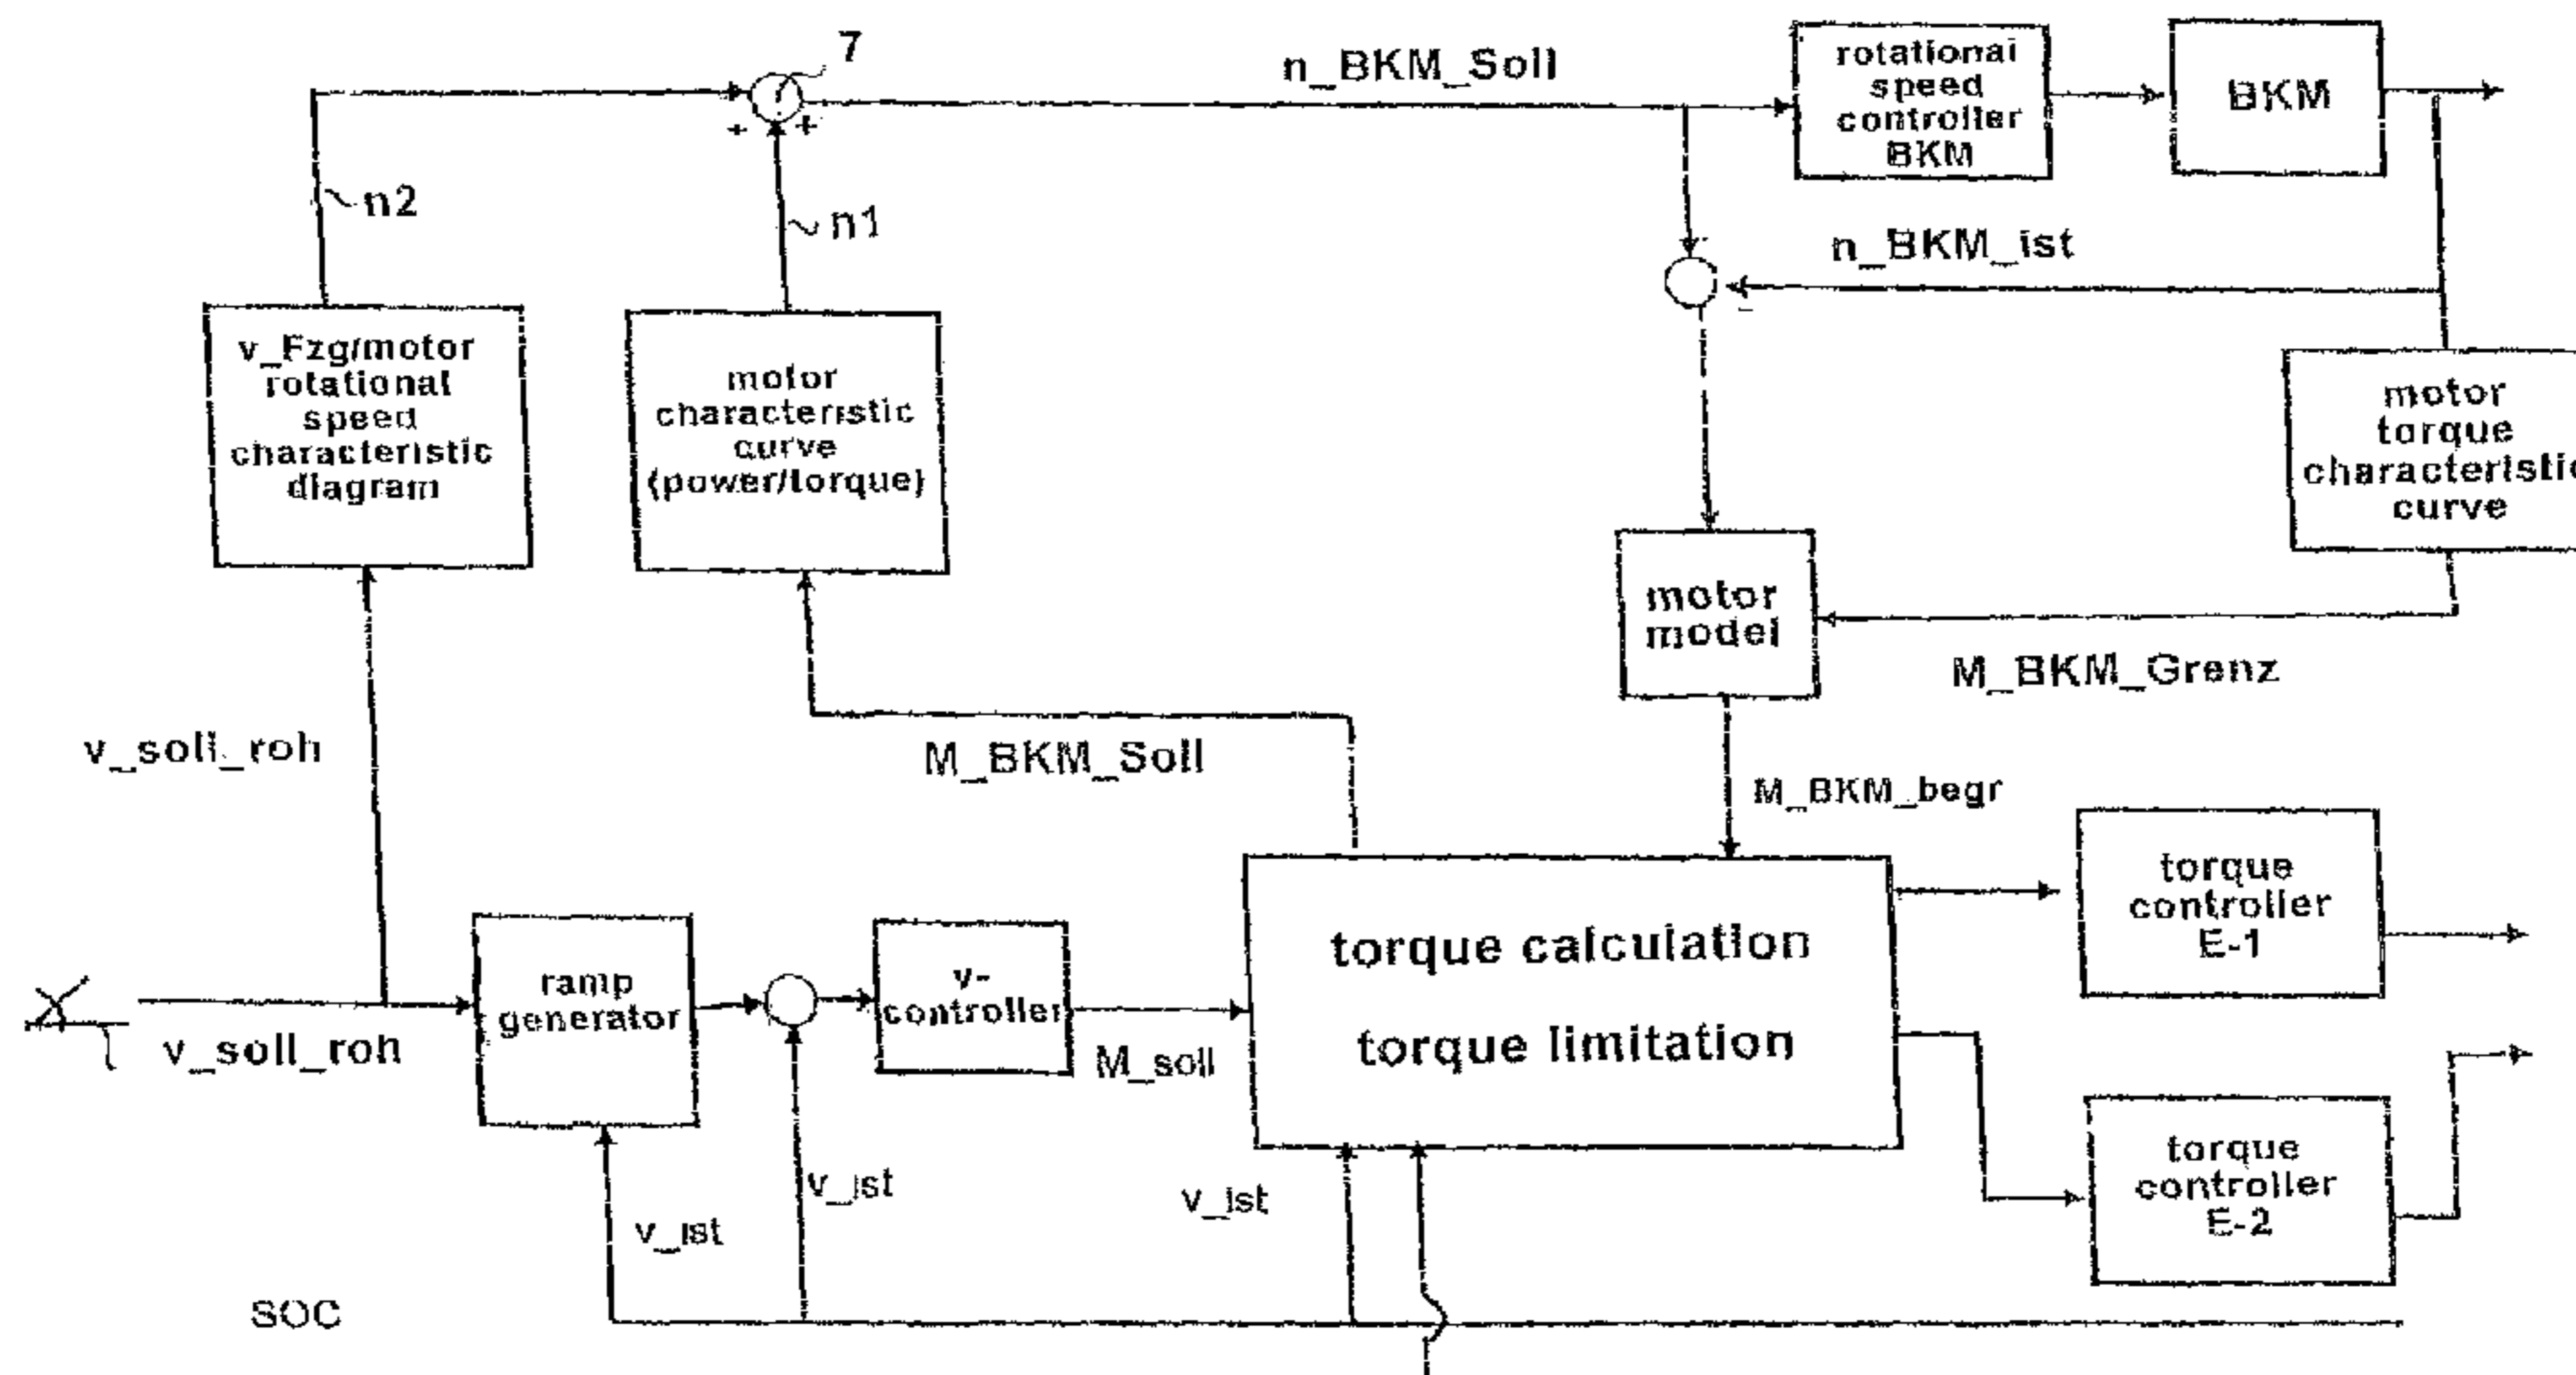 7
n_BKM_Soll
rotational
speed
controller
BKM
BKM
n2
n1
+ +
n_BKM_ist
-
v_Fzg/motor
rotational
speed
characteristic
diagram
motor
characteristic
curve
(power/torque)
motor
torque
characteristic
curve
motor
model
M_BKM_Grenz
v_soll_roh
M_BKM_Soll
M_BKM_begr
torque
controller
E-1
ramp
generator
v-
controller
torque calculation
torque limitation
v_soll_roh
M_soll
v_ist
v_ist
v_ist
torque
controller
E-2
SOC